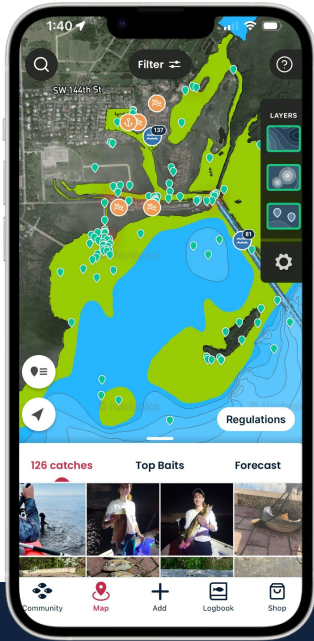 1:40
Filter
SW 144th St
137
LAYERS
81
Regulations
126 catches
Top Baits
Forecast
Community
Map
Add
Logbook
Shop